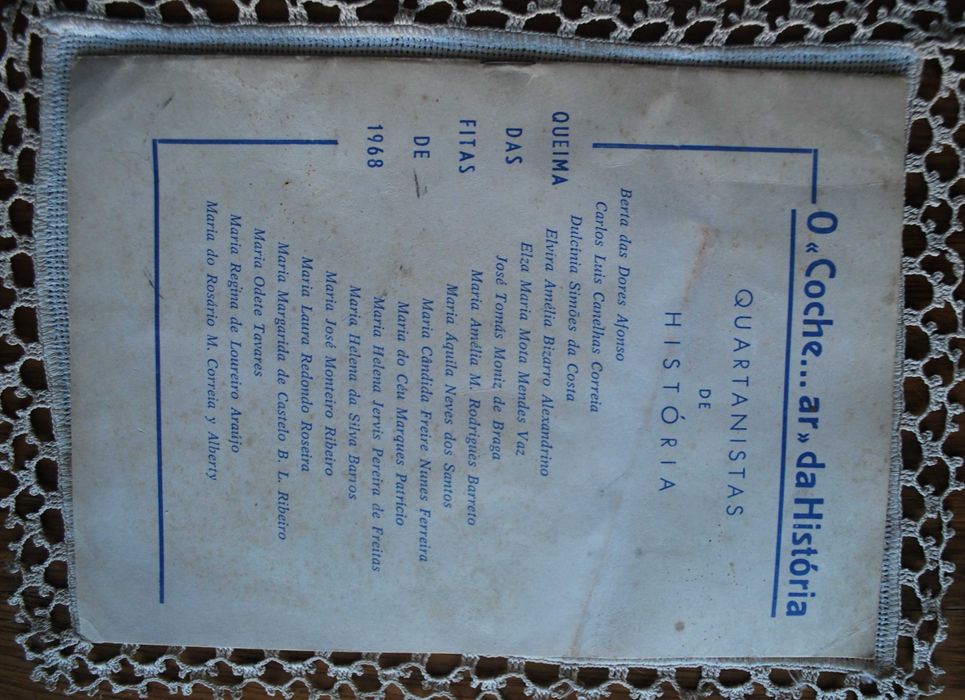 O «Coche... ar» da História
QUARTANISTAS
DE
HISTÓRIA
Berta das Dores Afonso
Carlos Luis Canelhas Correia
Dulcínia Simões da Costa
Elvira Amélia Bizarro Alexandrino
Elza Maria Mota Mendes Vaz
José Tomás Moniz de Braga
Maria Amélia M. Rodrigues Barreto
Maria Áquila Neves dos Santos
Maria Cândida Freire Nunes Ferreira
Maria do Céu Marques Patrício
Maria Helena Jervis Pereira de Freitas
Maria Helena da Silva Barros
Maria José Monteiro Ribeiro
Maria Laura Redondo Roseira
Maria Margarida de Castelo B. L. Ribeiro
Maria Odete Tavares
Maria Regina de Loureiro Araújo
Maria do Rosário M. Correia y Alberty
QUEIMA
DAS
FITAS
DE
1968